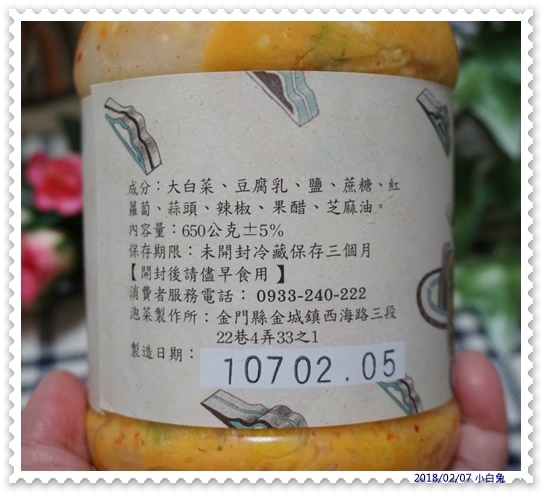 成分：大白菜、豆腐乳、鹽、蔗糖、紅
蘿蔔、蒜頭、辣椒、果醋、芝麻油。
內容量：650公克±5%
保存期限：未開封冷藏保存三個月
【開封後請儘早食用】
消費者服務電話： 0933-240-222
泡菜製作所：金門縣金城鎮西海路三段
22巷4弄33之1
製造日期：
10702.05
2018/02/07 小白兔